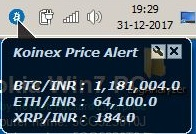 19:29
31-12-2017
Koinex Price Alert
BTC/INR : 1,181,004.0
ETH/INR : 64,100.0
XRP/INR : 184.0